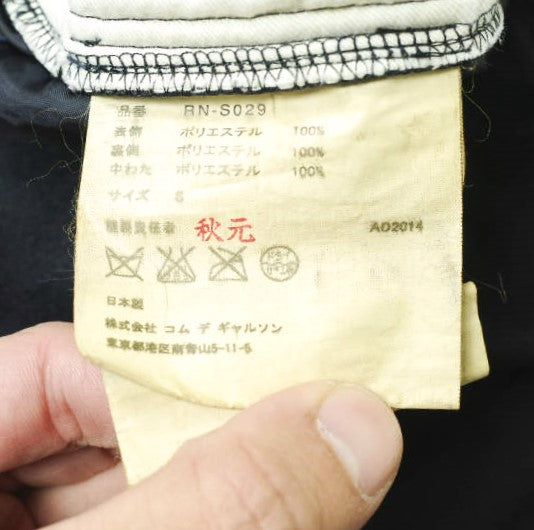 品番 RN-S029
表側 ポリエステル 100%
裏側 ポリエステル 100%
中わた ポリエステル 100%
サイズ S
縫製責任者 秋元 AD2014
日本製
株式会社 コム デ ギャルソン
東京都港区南青山5-11-5